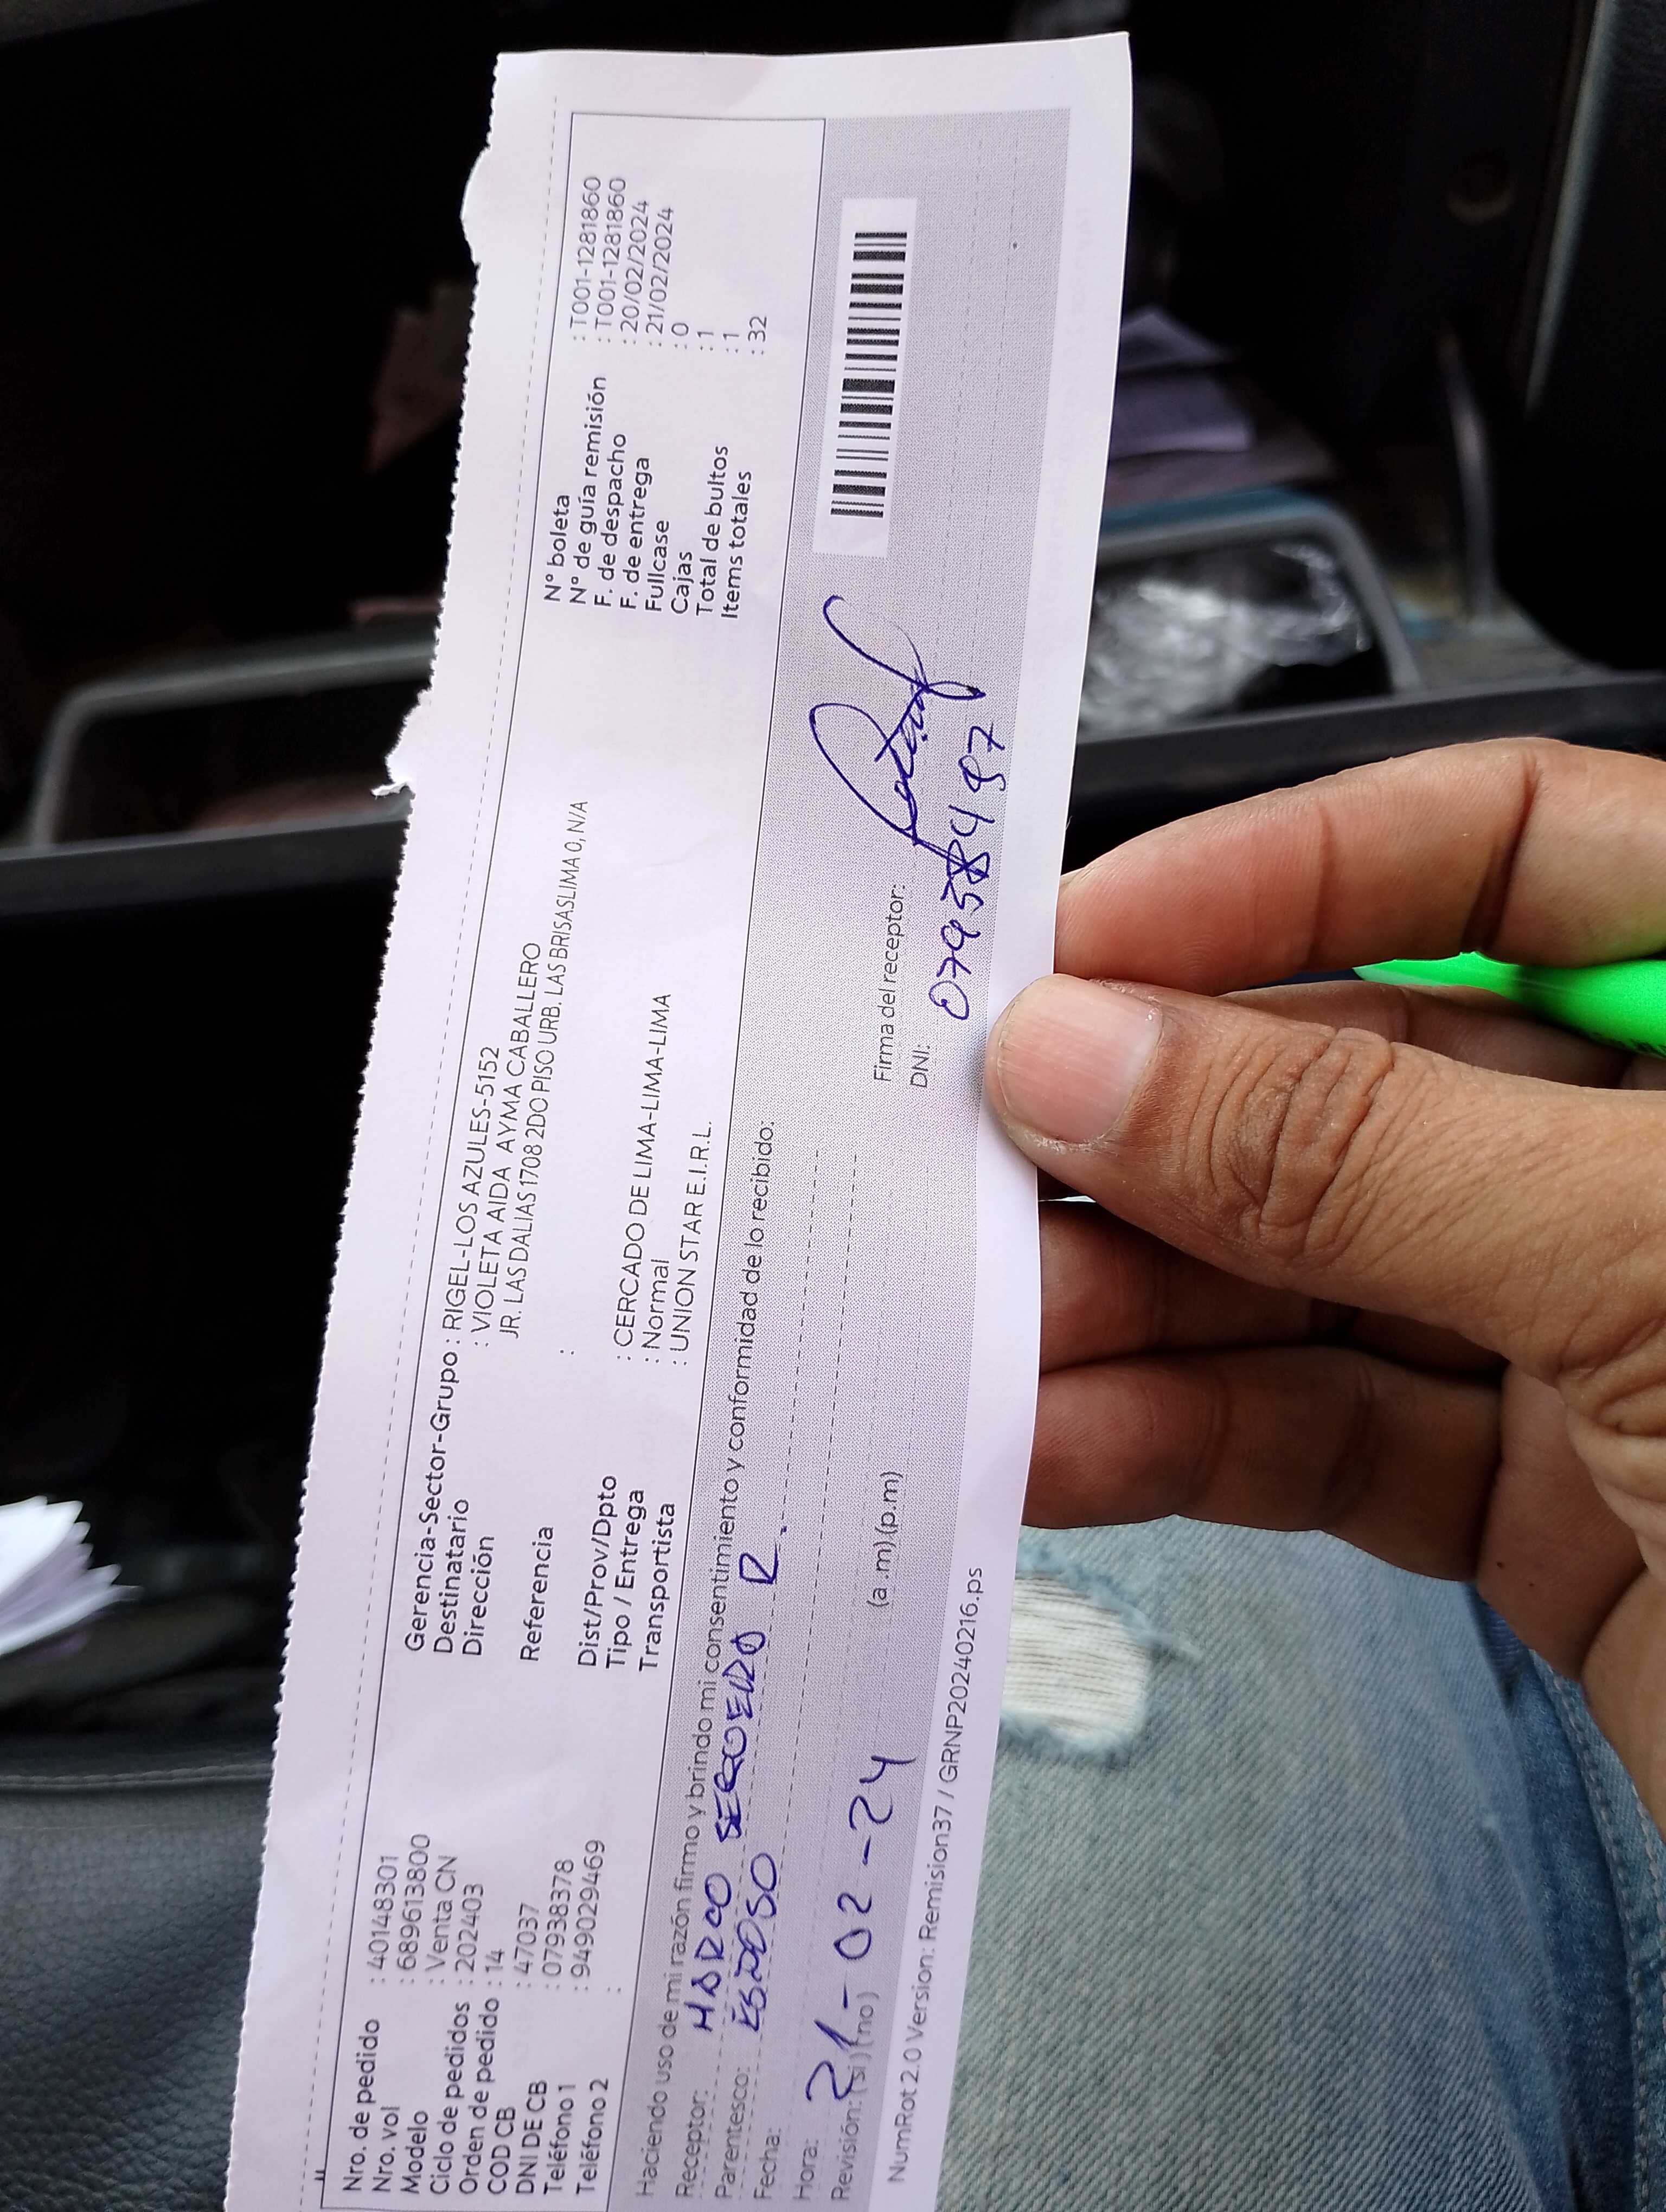 Nro. de pedido : 40148301
Nro. vol : 6896138​00
Modelo : Venta CN
Ciclo de pedidos : 202403
Orden de pedido : 14
COD CB : 47037
DNI DE CB : 07938378
Teléfono 1 : 949029469
Teléfono 2 :
Gerencia-Sector-Grupo : RIGEL-LOS AZULES-5152
Destinatario : VIOLETA AIDA AYMA CABALLERO
Dirección JR. LAS DALIAS 1708 2DO PISO URB. LAS BRISASLIMA 0, N/A
Referencia :
Dist/Prov/Dpto : CERCADO DE LIMA-LIMA-LIMA
Tipo / Entrega : Normal
Transportista : UNION STAR E.I.R.L.
N° boleta : T001-1281860
N° de guía remisión : T001-1281860
F. de despacho : 20/02/2024
F. de entrega : 21/02/2024
Fullcase : 0
Cajas : 1
Total de bultos : 1
Items totales : 32
Haciendo uso de mi razón firmo y brindo mi consentimiento y conformidad de lo recibido.
Receptor: MARCO R.
Parentesco: ESPOSO
Fecha:
Hora: 21-02-24 (a.m)(p.m)
Revisión: (si) (no)
Firma del receptor:
DNI:
NumRot 2.0 Version: Remision37 / GRNP20240216.ps